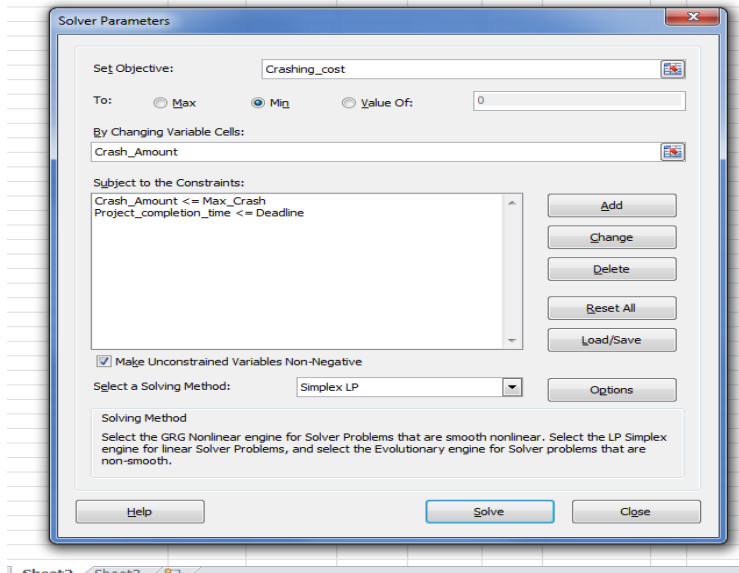 Solver Parameters
Set Objective: Crashing_cost
To: Max Min Value Of: 0
By Changing Variable Cells:
Crash_Amount
Subject to the Constraints:
Crash_Amount <= Max_Crash
Project_completion_time <= Deadline
Add
Change
Delete
Reset All
Load/Save
Make Unconstrained Variables Non-Negative
Select a Solving Method: Simplex LP Options
Solving Method
Select the GRG Nonlinear engine for Solver Problems that are smooth nonlinear. Select the LP Simplex
engine for linear Solver Problems, and select the Evolutionary engine for Solver problems that are
non-smooth.
Help Solve Close
Sheet2 Sheet3